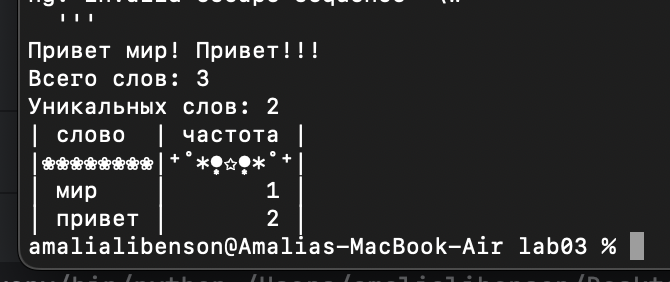 ng: invalid escape sequence '\w'
'''
Привет мир! Привет!!!
Всего слов: 3
Уникальных слов: 2
| слово  | частота |
|❀❀❀❀❀❀❀❀|⁺˚*•̩̩͙✩•̩̩͙*˚⁺|
| мир    |       1 |
| привет |       2 |
amalialibenson@Amalias-MacBook-Air lab03 %